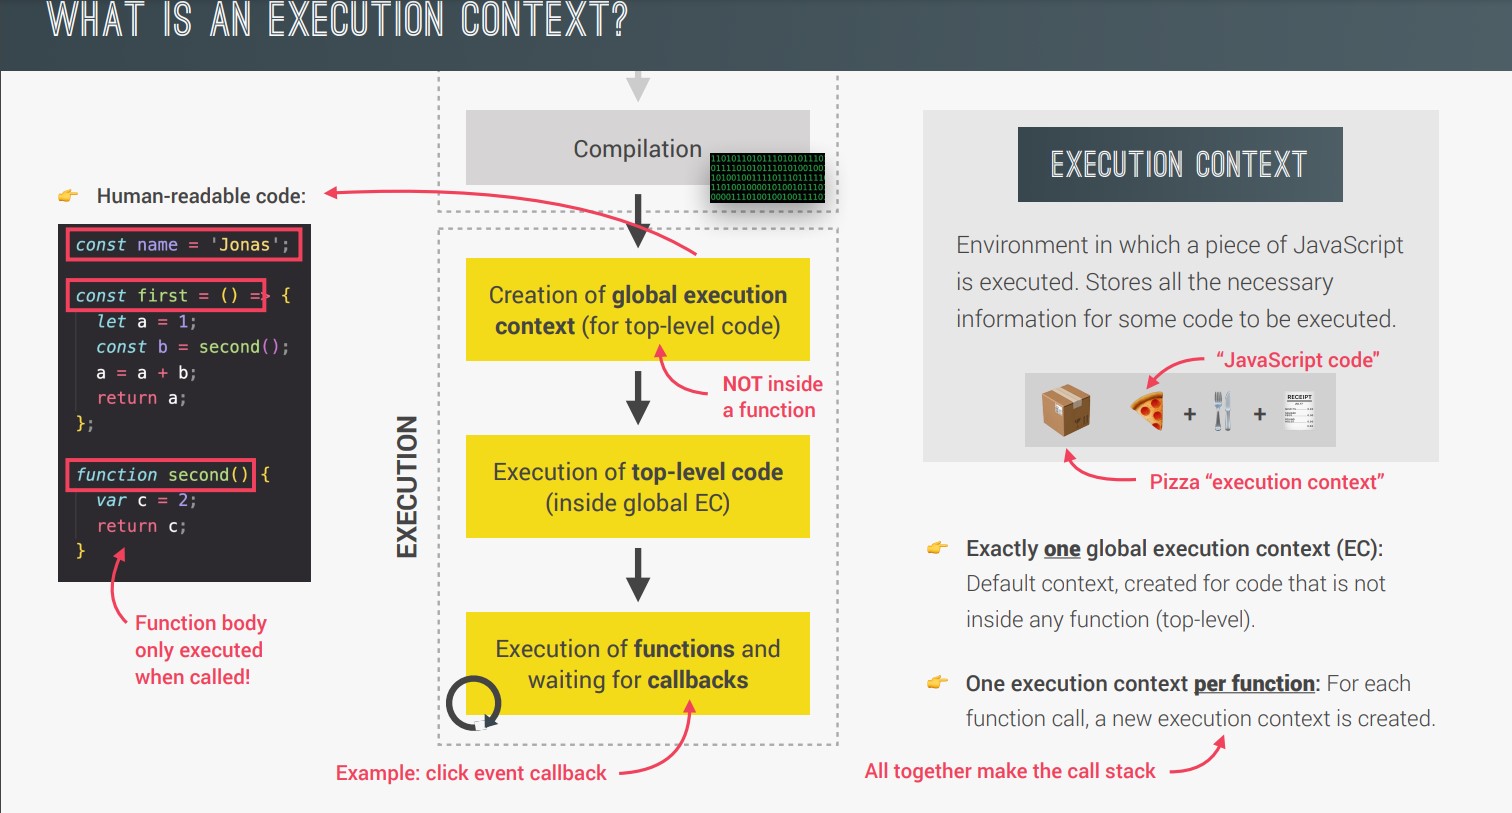 WHAT IS AN EXECUTION CONTEXT?
👉 Human-readable code:
const name = 'Jonas';
const first = () => {
let a = 1;
const b = second();
a = a + b;
return a;
};
function second() {
var c = 2;
return c;
}
Function body
only executed
when called!
Compilation
1101011010111010101110
0111101010111010100100
1010010011110111011111
1101001000010100101110
0000111010010010011110
EXECUTION
Creation of global execution
context (for top-level code)
NOT inside
a function
Execution of top-level code
(inside global EC)
Execution of functions and
waiting for callbacks
Example: click event callback
EXECUTION CONTEXT
Environment in which a piece of JavaScript
is executed. Stores all the necessary
information for some code to be executed.
“JavaScript code”
+ +
RECEIPT
Pizza “execution context”
👉 Exactly one global execution context (EC):
Default context, created for code that is not
inside any function (top-level).
👉 One execution context per function: For each
function call, a new execution context is created.
All together make the call stack